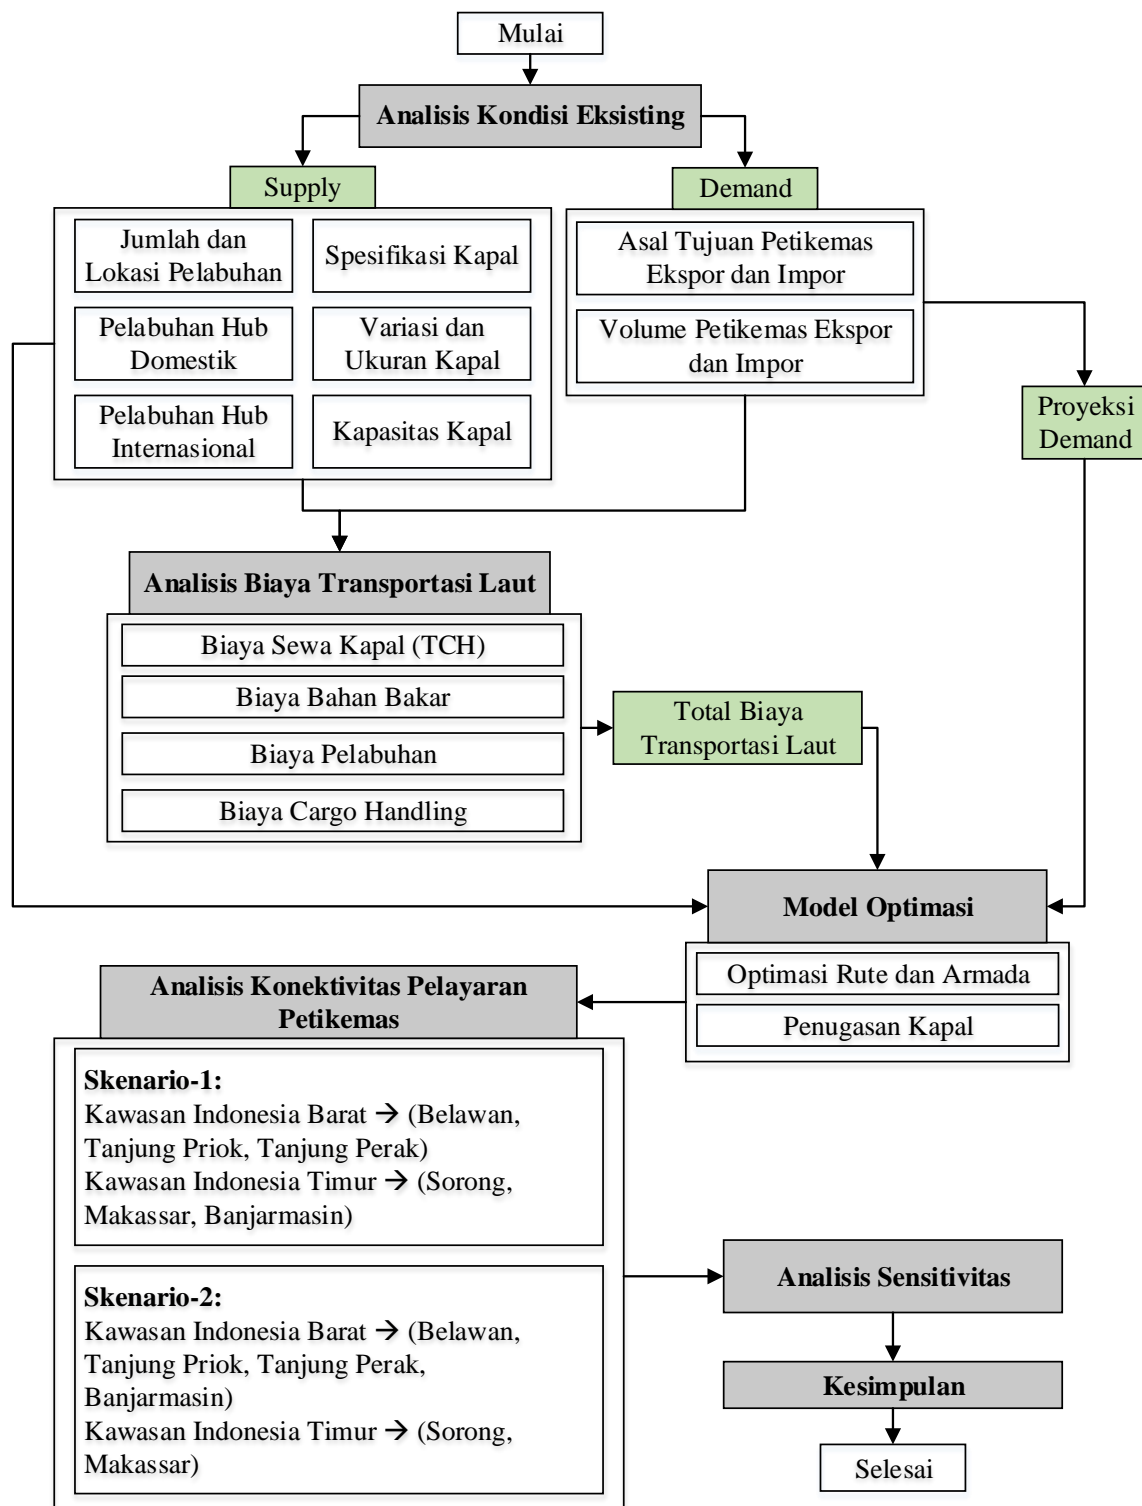 Mulai
Analisis Kondisi Eksisting
Supply
Demand
Jumlah dan
Lokasi Pelabuhan
Spesifikasi Kapal
Pelabuhan Hub
Domestik
Variasi dan
Ukuran Kapal
Pelabuhan Hub
Internasional
Kapasitas Kapal
Asal Tujuan Petikemas
Ekspor dan Impor
Volume Petikemas Ekspor
dan Impor
Proyeksi
Demand
Analisis Biaya Transportasi Laut
Biaya Sewa Kapal (TCH)
Biaya Bahan Bakar
Biaya Pelabuhan
Biaya Cargo Handling
Total Biaya
Transportasi Laut
Model Optimasi
Optimasi Rute dan Armada
Penugasan Kapal
Analisis Konektivitas Pelayaran
Petikemas
Skenario-1:
Kawasan Indonesia Barat → (Belawan,
Tanjung Priok, Tanjung Perak)
Kawasan Indonesia Timur → (Sorong,
Makassar, Banjarmasin)
Skenario-2:
Kawasan Indonesia Barat → (Belawan,
Tanjung Priok, Tanjung Perak,
Banjarmasin)
Kawasan Indonesia Timur → (Sorong,
Makassar)
Analisis Sensitivitas
Kesimpulan
Selesai